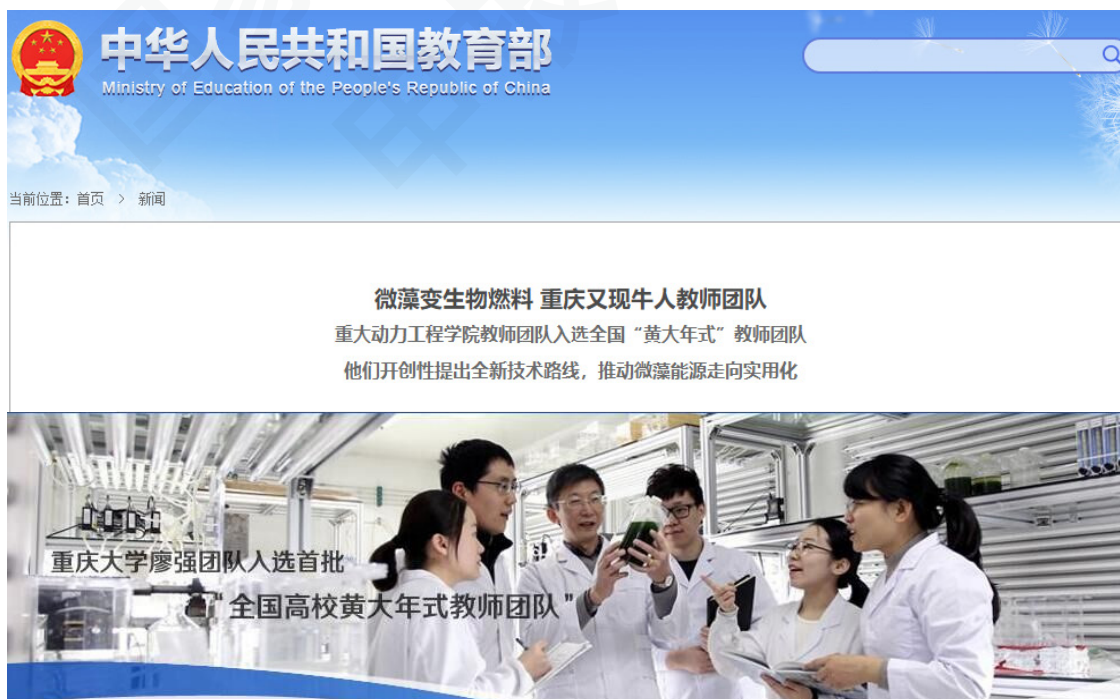 中华人民共和国教育部
Ministry of Education of the People's Republic of China
当前位置：首页 > 新闻
微藻变生物燃料 重庆又现牛人教师团队
重大动力工程学院教师团队入选全国“黄大年式”教师团队
他们开创性提出全新技术路线，推动微藻能源走向实用化
重庆大学廖强团队入选首批
“全国高校黄大年式教师团队”